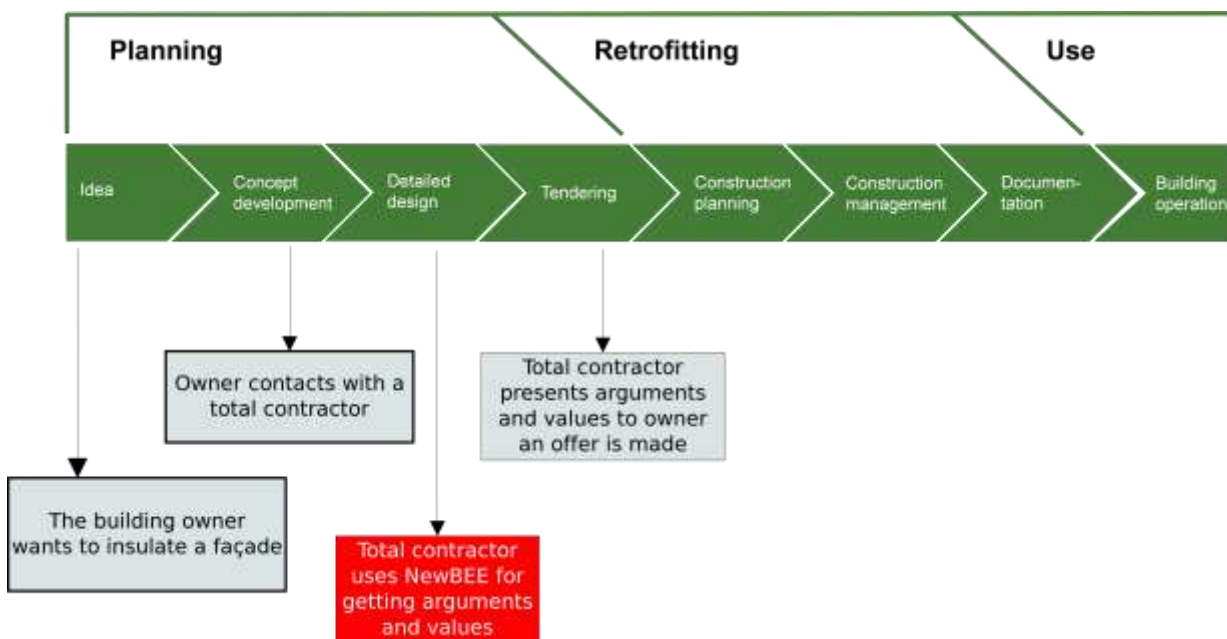 Planning
Retrofitting
Use
Idea
Concept
development
Detailed
design
Tendering
Construction
planning
Construction
management
Documen-
tation
Building
operation
Owner contacts with a
total contractor
Total contractor
presents arguments
and values to owner
an offer is made
The building owner
wants to insulate a façade
Total contractor
uses NewBEE for
getting arguments
and values